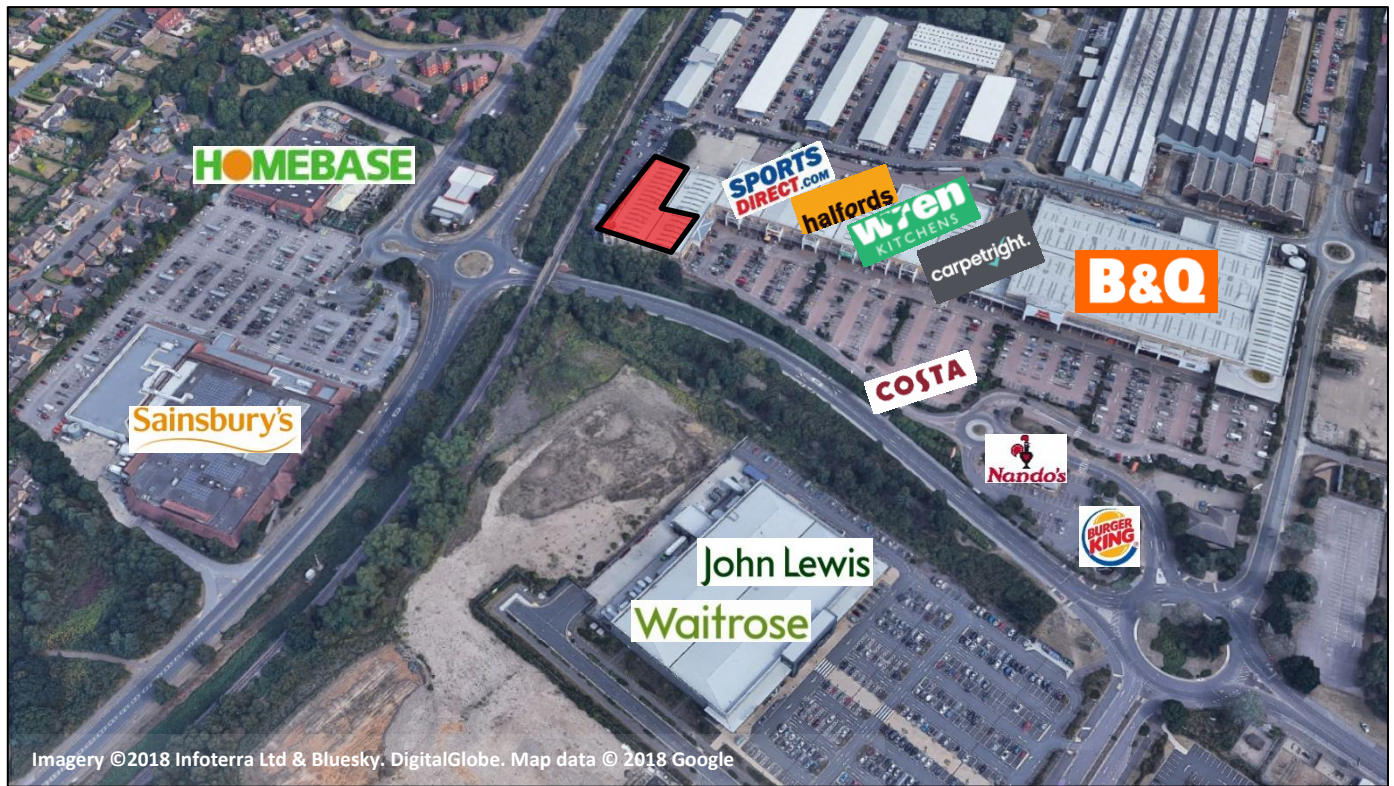 HOMEBASE
SPORTS
DIRECT.COM
halfords
wren
KITCHENS
carpetright.
B&Q
COSTA
Sainsbury's
Nando's
BURGER
KING
John Lewis
Waitrose
Imagery ©2018 Infoterra Ltd & Bluesky. DigitalGlobe. Map data © 2018 Google